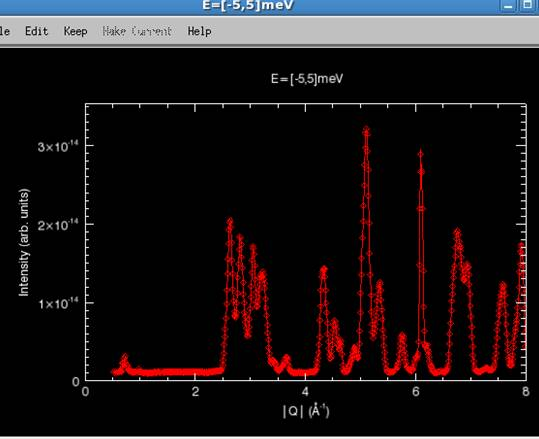 E=[-5,5]meV
le Edit Keep Make Current Help
E=[-5,5]meV
3×10⁻¹⁴
2×10⁻¹⁴
1×10⁻¹⁴
0
Intensity (arb. units)
0 2 4 6 8
|Q| (Å⁻¹)